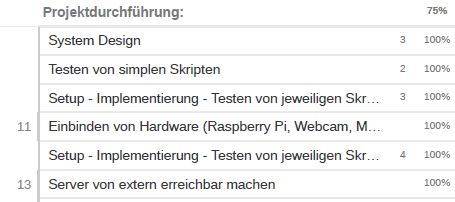 Projektdurchführung: 75%
System Design 3 100%
Testen von simplen Skripten 2 100%
Setup - Implementierung - Testen von jeweiligen Skr... 3 100%
11 Einbinden von Hardware (Raspberry Pi, Webcam, M... 100%
Setup - Implementierung - Testen von jeweiligen Skr... 4 100%
13 Server von extern erreichbar machen 100%